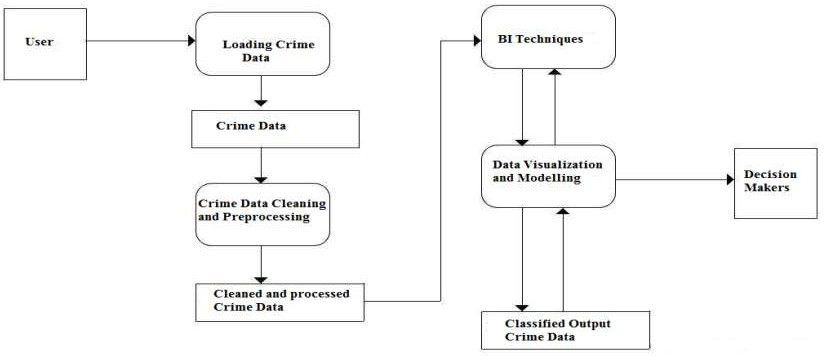 User
Loading Crime
Data
Crime Data
Crime Data Cleaning
and Preprocessing
Cleaned and processed
Crime Data
BI Techniques
Data Visualization
and Modelling
Decision
Makers
Classified Output
Crime Data